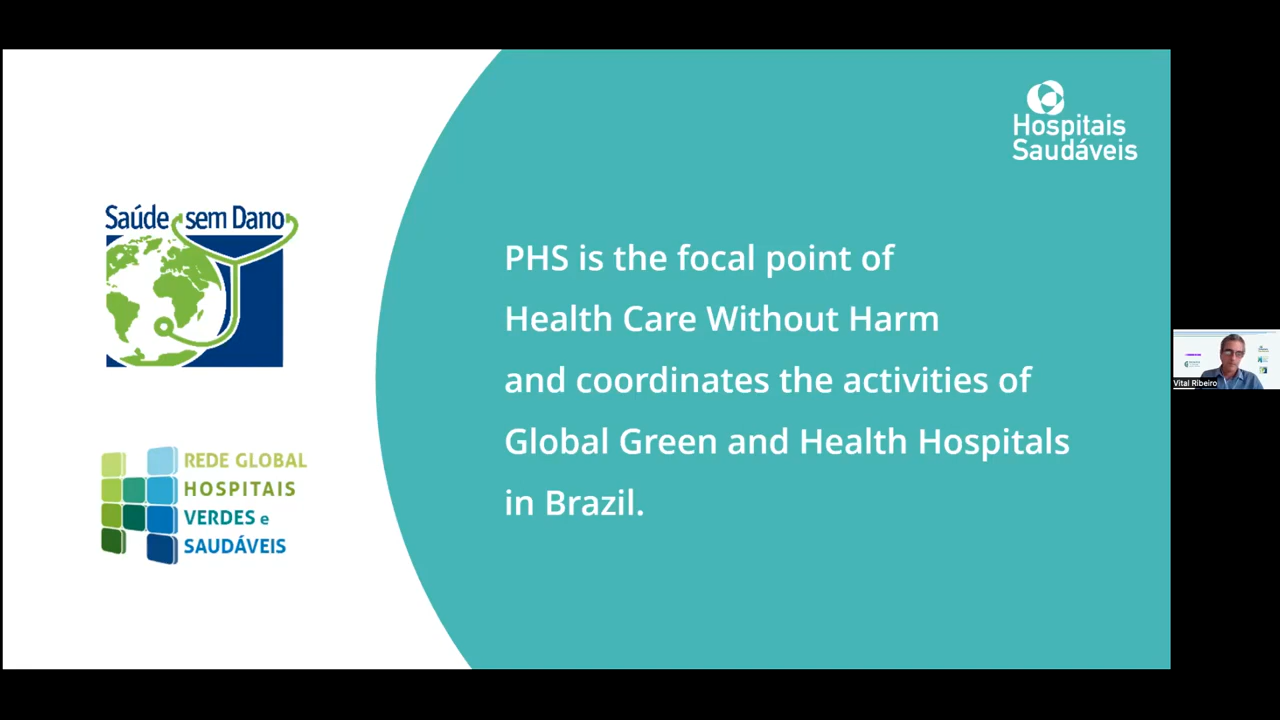 Hospitais
Saudáveis
Saúde sem Dano
PHS is the focal point of
Health Care Without Harm
and coordinates the activities of
Global Green and Health Hospitals
in Brazil.
REDE GLOBAL
HOSPITAIS
VERDES e
SAUDÁVEIS
Vital Ribeiro